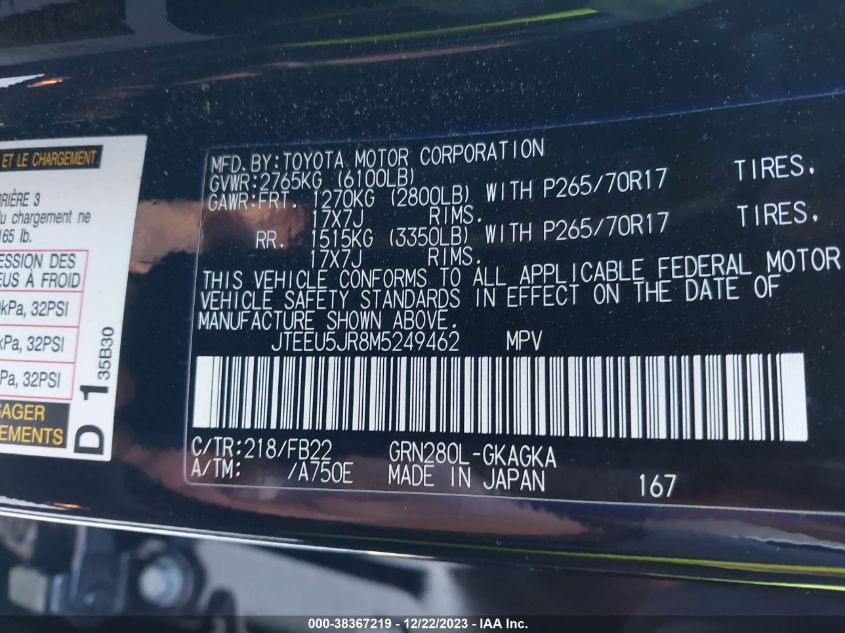 ET LE CHARGEMENT
RIÈRE 3
du chargement ne
165 lb.
ESSION DES
EUS À FROID
kPa, 32PSI
kPa, 32PSI
Pa, 32PSI
SAGER
EMENTS
D 1
35B30
MFD. BY: TOYOTA MOTOR CORPORATION
GVWR: 2765KG (6100LB)
GAWR: FRT. 1270KG (2800LB) WITH P265/70R17 TIRES.
17X7J RIMS.
RR. 1515KG (3350LB) WITH P265/70R17 TIRES.
17X7J RIMS.
THIS VEHICLE CONFORMS TO ALL APPLICABLE FEDERAL MOTOR
VEHICLE SAFETY STANDARDS IN EFFECT ON THE DATE OF
MANUFACTURE SHOWN ABOVE.
JTEEU5JR8M5249462 MPV
C/TR: 218/FB22 GRN280L-GKAGKA
A/TM: /A750E MADE IN JAPAN 167
000-38367219 - 12/22/2023 - IAA Inc.